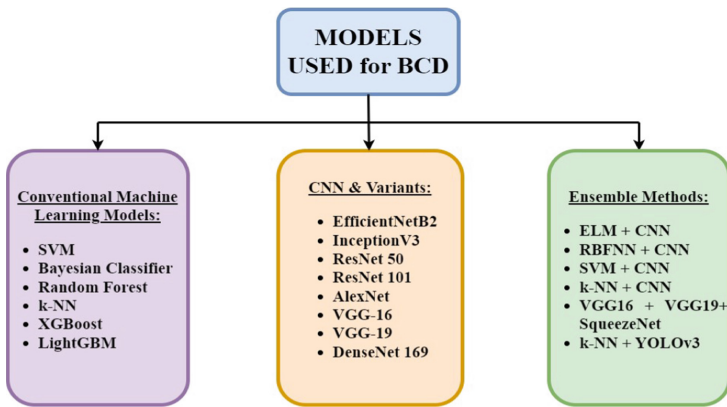 MODELS
USED for BCD
Conventional Machine
Learning Models:
• SVM
• Bayesian Classifier
• Random Forest
• k-NN
• XGBoost
• LightGBM
CNN & Variants:
• EfficientNetB2
• InceptionV3
• ResNet 50
• ResNet 101
• AlexNet
• VGG-16
• VGG-19
• DenseNet 169
Ensemble Methods:
• ELM + CNN
• RBFNN + CNN
• SVM + CNN
• k-NN + CNN
• VGG16 + VGG19+
SqueezeNet
• k-NN + YOLOv3